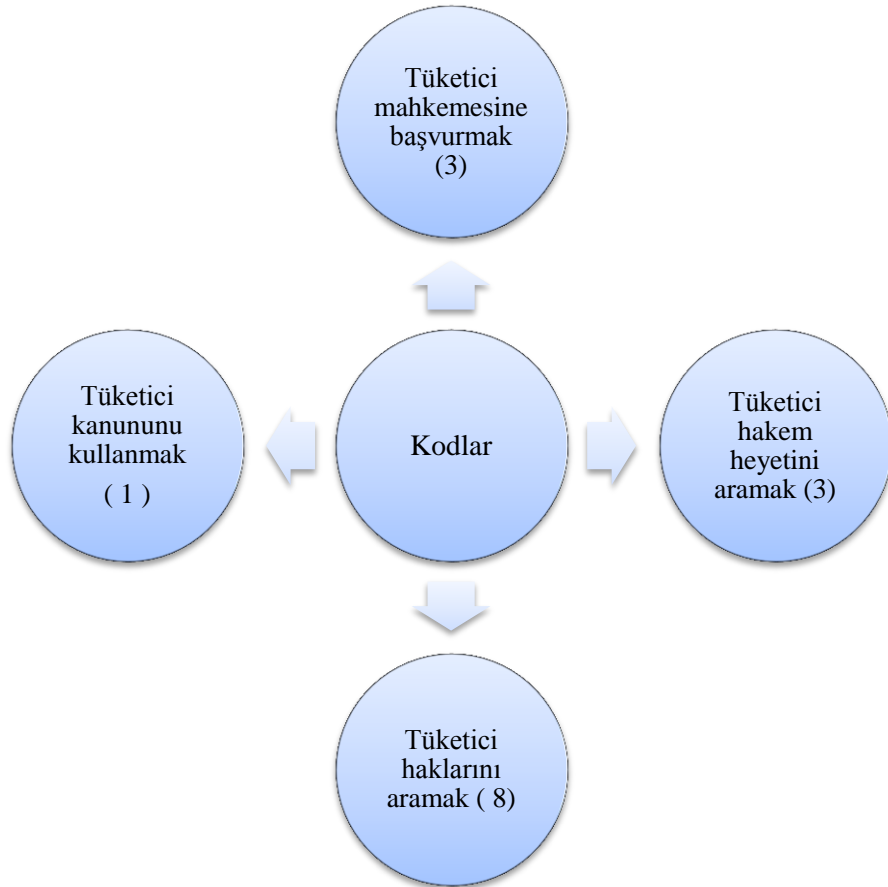 Tüketici
mahkemesine
başvurmak
(3)
Tüketici
kanununu
kullanmak
( 1 )
Kodlar
Tüketici
hakem
heyetini
aramak (3)
Tüketici
haklarını
aramak ( 8)